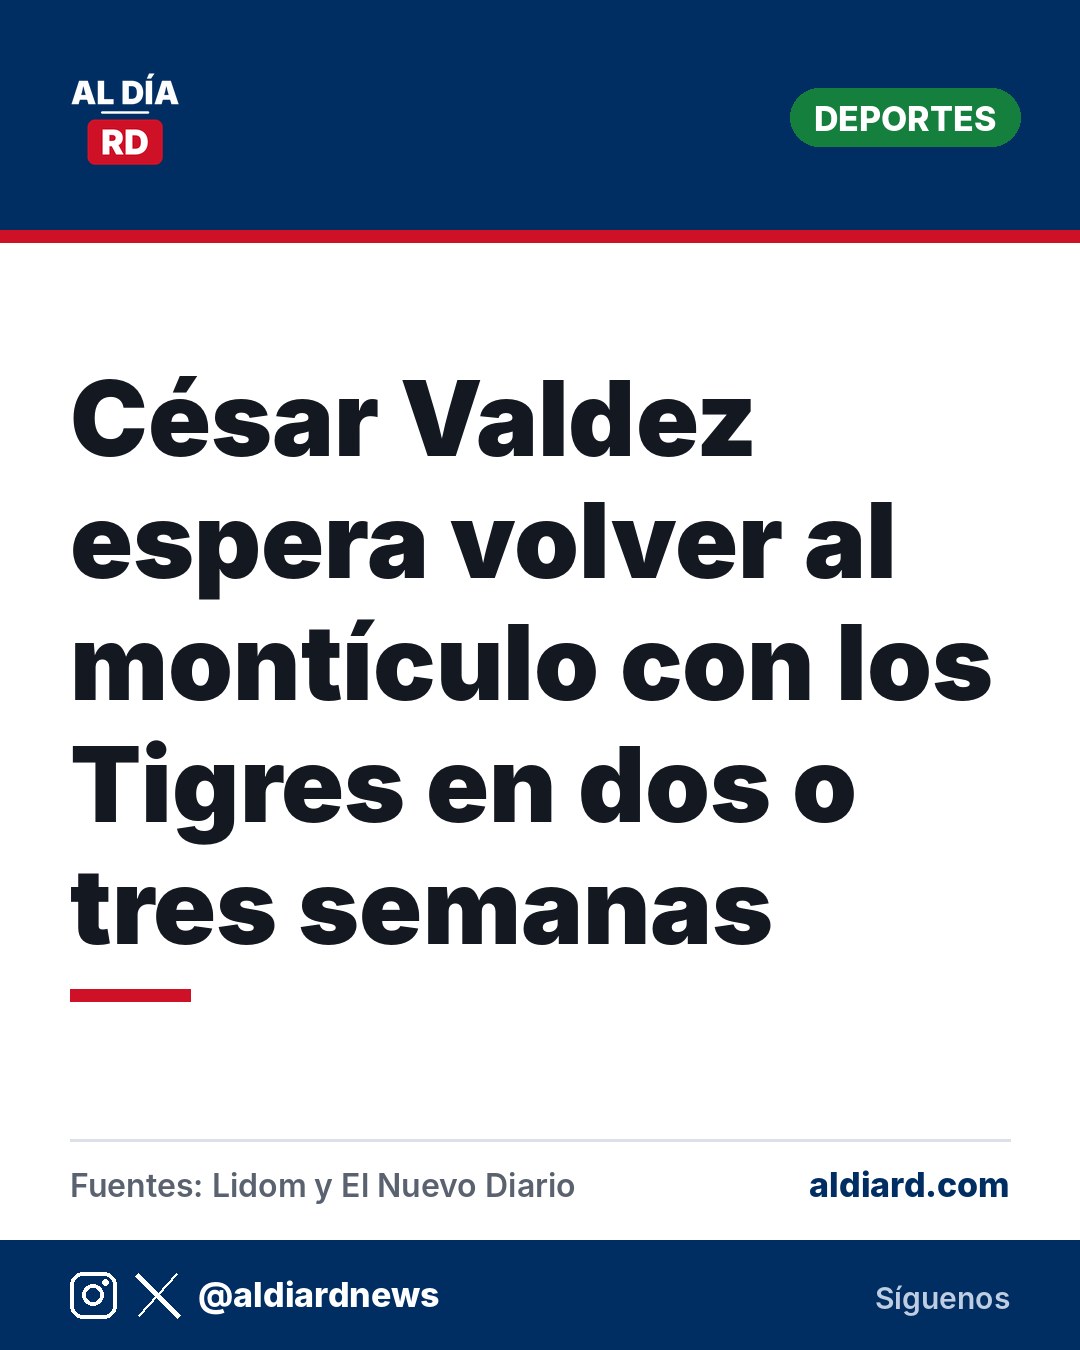 AL DÍA
RD
DEPORTES
César Valdez
espera volver al
montículo con los
Tigres en dos o
tres semanas
Fuentes: Lidom y El Nuevo Diario
aldiard.com
@aldiardnews
Síguenos